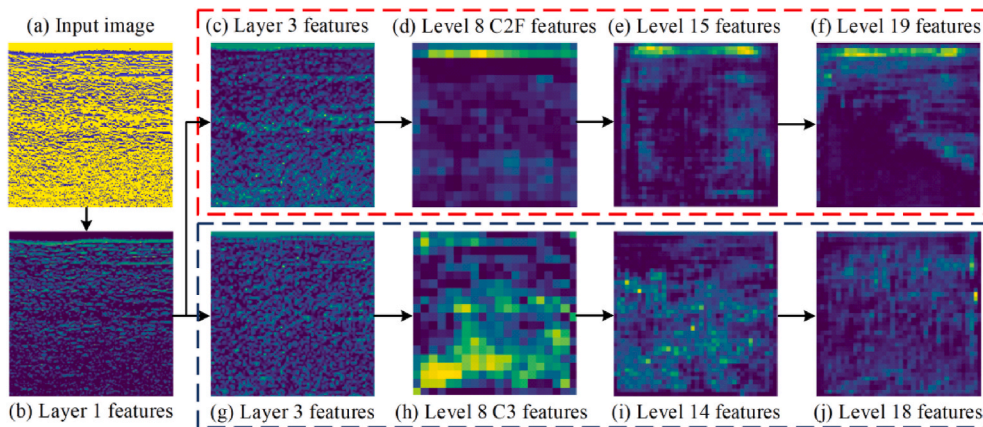 (a) Input image
(c) Layer 3 features
(d) Level 8 C2F features
(e) Level 15 features
(f) Level 19 features
(b) Layer 1 features
(g) Layer 3 features
(h) Level 8 C3 features
(i) Level 14 features
(j) Level 18 features